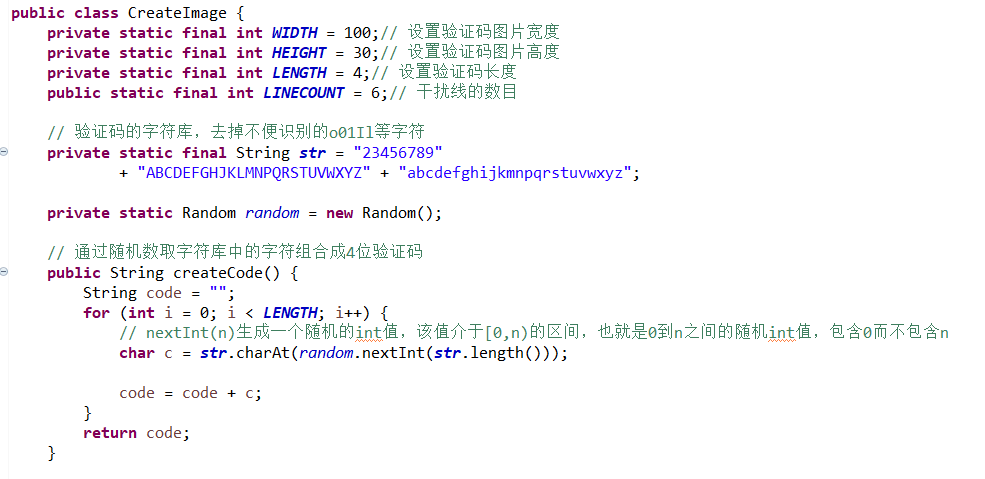 public class CreateImage {
    private static final int WIDTH = 100;// 设置验证码图片宽度
    private static final int HEIGHT = 30;// 设置验证码图片高度
    private static final int LENGTH = 4;// 设置验证码长度
    public static final int LINECOUNT = 6;// 干扰线的数目

    // 验证码的字符库，去掉不便识别的o01Il等字符
    private static final String str = "23456789"
            + "ABCDEFGHJKLMNPQRSTUVWXYZ" + "abcdefghijkmnpqrstuvwxyz";

    private static Random random = new Random();

    // 通过随机数取字符库中的字符组合成4位验证码
    public String createCode() {
        String code = "";
        for (int i = 0; i < LENGTH; i++) {
            // nextInt(n)生成一个随机的int值，该值介于[0,n)的区间，也就是0到n之间的随机int值，包含0而不包含n
            char c = str.charAt(random.nextInt(str.length()));

            code = code + c;
        }
        return code;
    }